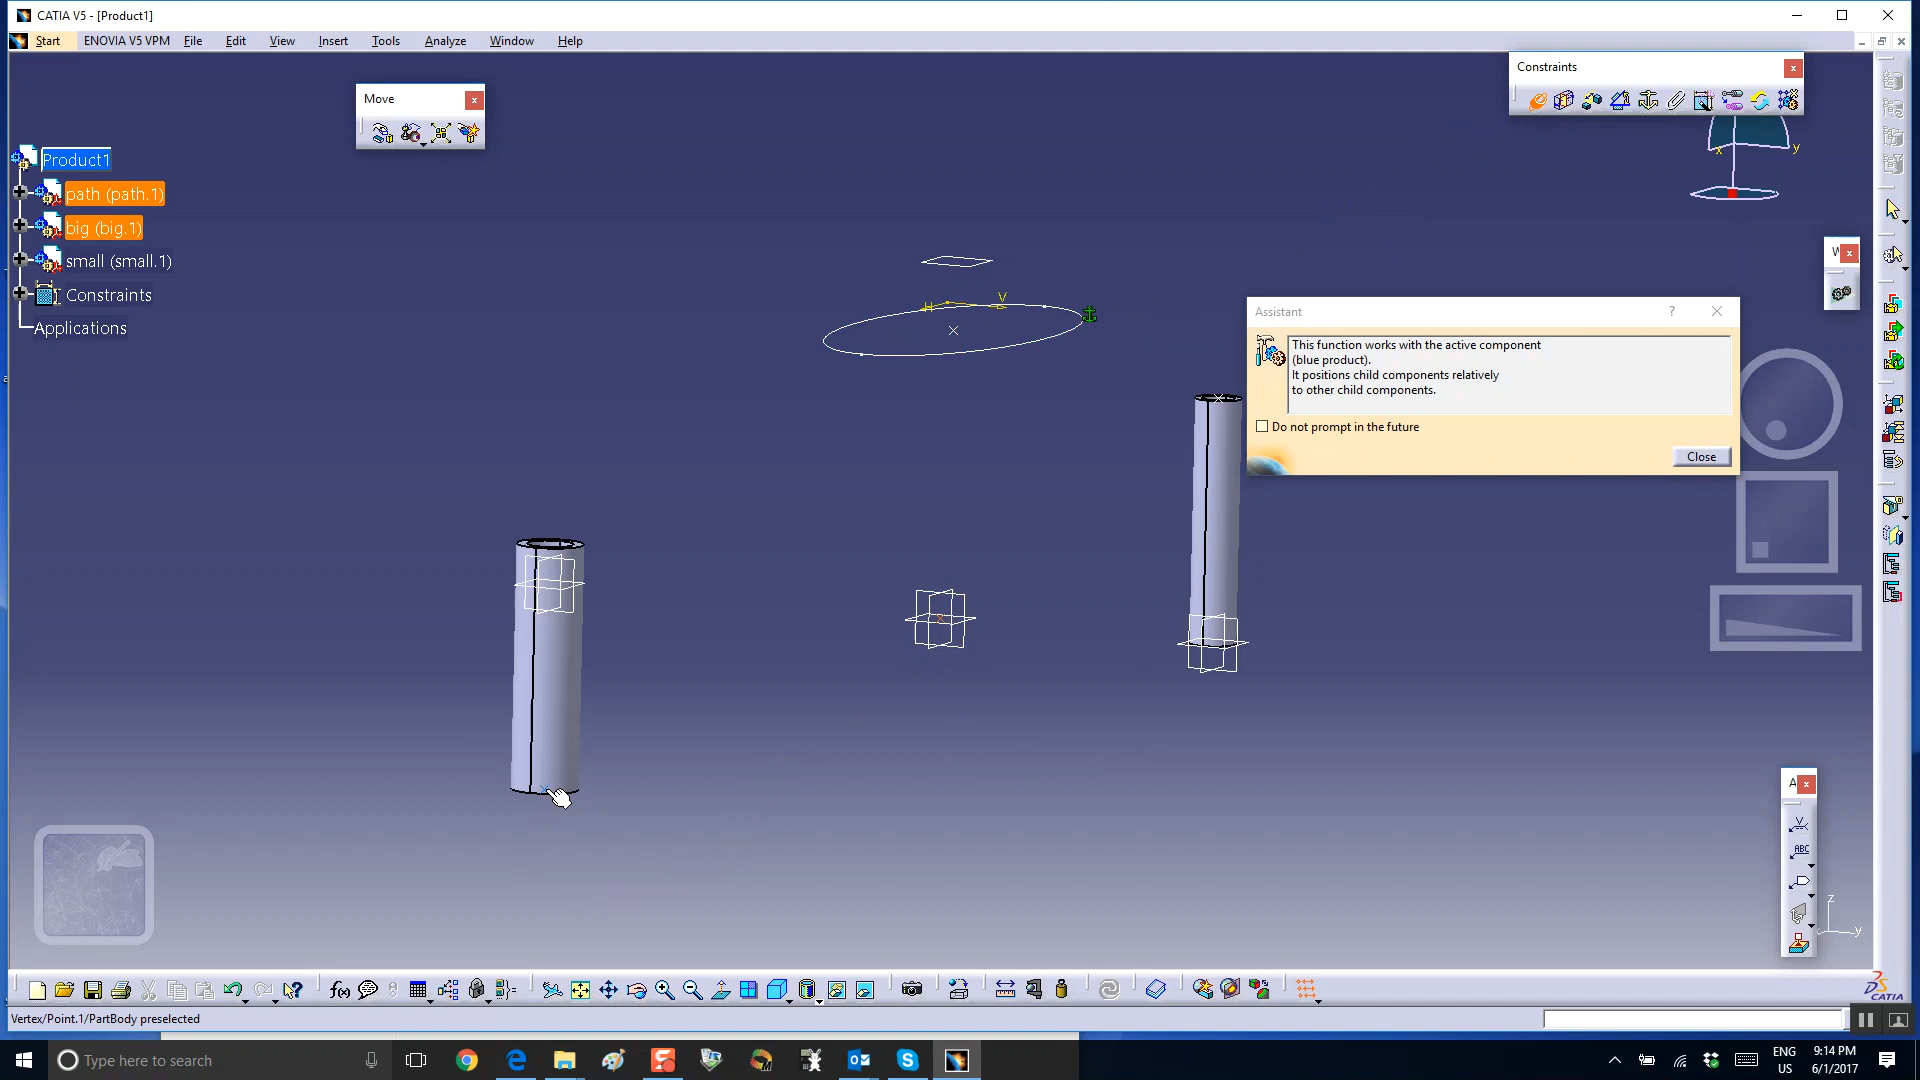 CATIA V5 - [Product1]
Start ENOVIA V5 VPM File Edit View Insert Tools Analyze Window Help
Constraints
Move
x y
Product1
path (path.1)
big (big.1)
small (small.1)
Constraints
Applications
H V
Assistant
This function works with the active component
(blue product).
It positions child components relatively
to other child components.
Do not prompt in the future
Close
A
V
ABC
z
y
f(x)
DS
CATIA
Vertex/Point.1/PartBody preselected
Type here to search
ENG
US
9:14 PM
6/1/2017